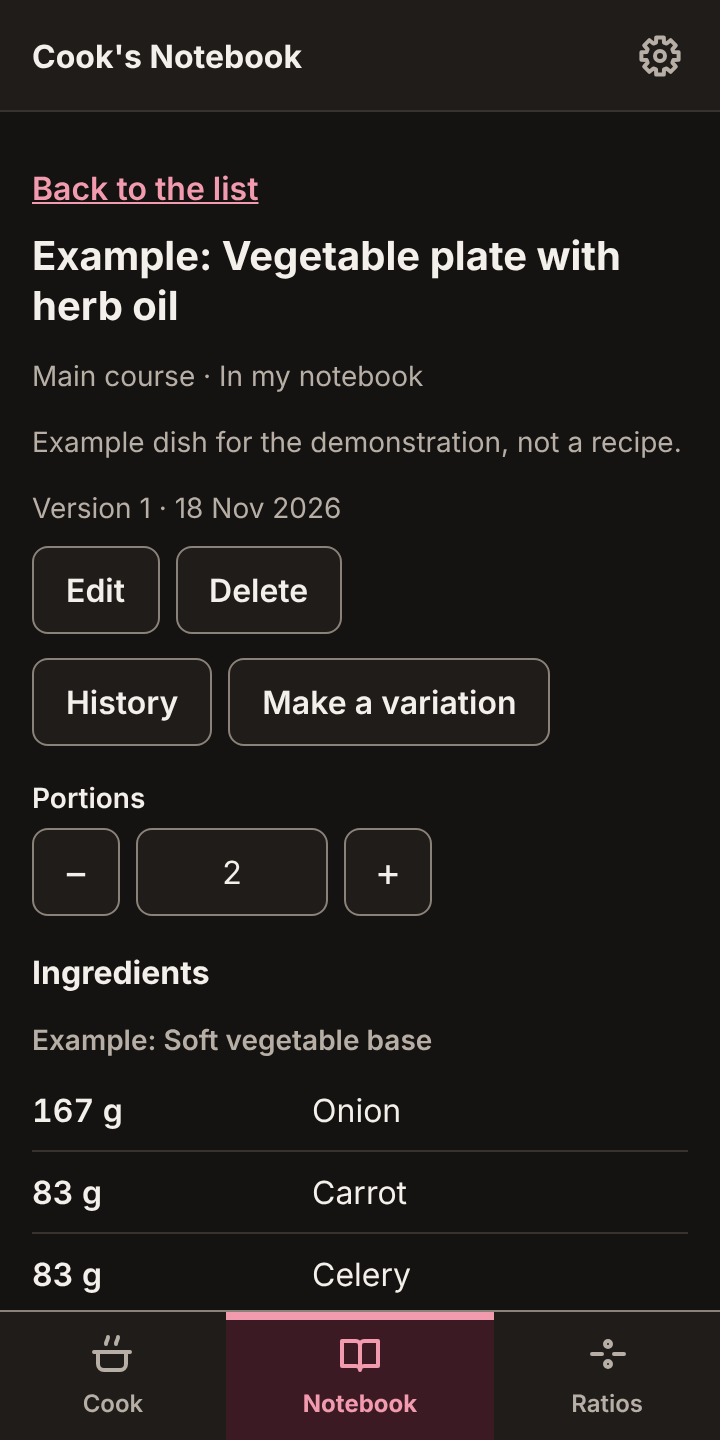 Cook's Notebook
Back to the list
Example: Vegetable plate with
herb oil
Main course · In my notebook
Example dish for the demonstration, not a recipe.
Version 1 · 18 Nov 2026
Edit Delete
History Make a variation
Portions
− 2 +
Ingredients
Example: Soft vegetable base
167 g Onion
83 g Carrot
83 g Celery
Cook Notebook Ratios